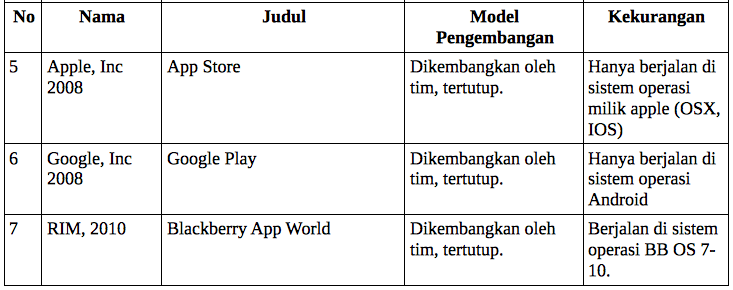 No Nama Judul Model Pengembangan Kekurangan
5 Apple, Inc 2008 App Store Dikembangkan oleh tim, tertutup. Hanya berjalan di sistem operasi milik apple (OSX, IOS)
6 Google, Inc 2008 Google Play Dikembangkan oleh tim, tertutup. Hanya berjalan di sistem operasi Android
7 RIM, 2010 Blackberry App World Dikembangkan oleh tim, tertutup. Berjalan di sistem operasi BB OS 7-10.